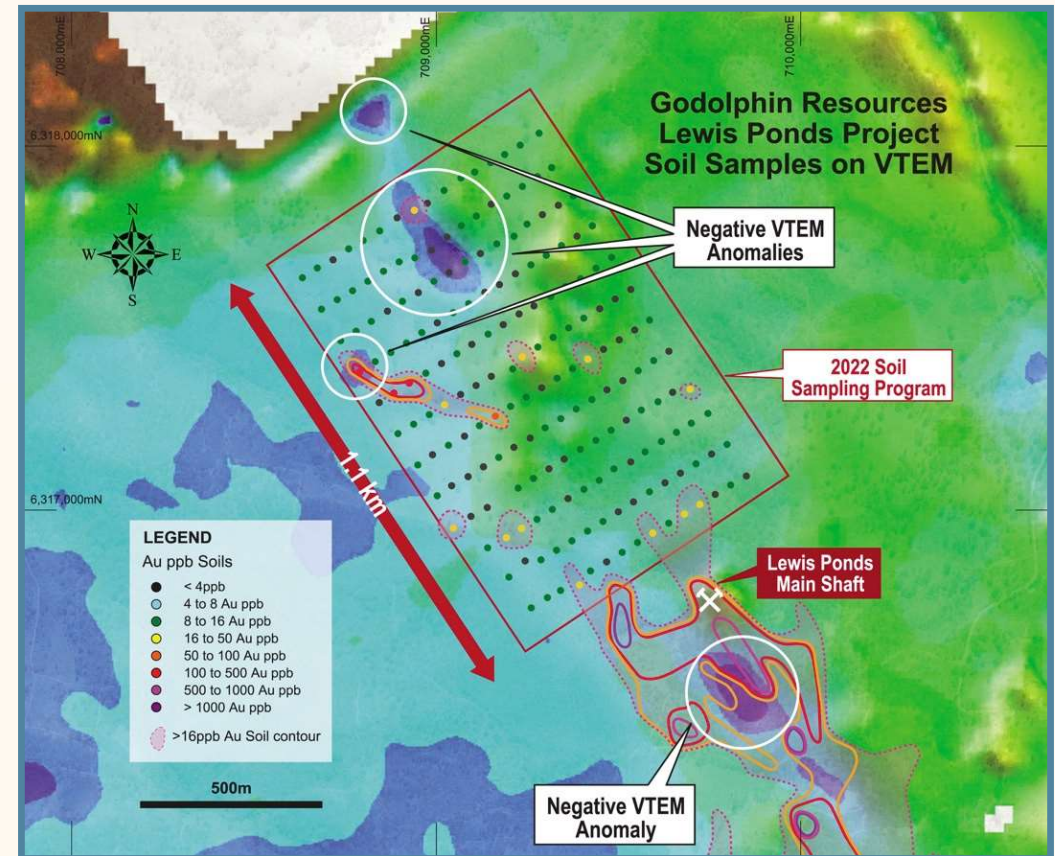 708,000mE
709,000mE
710,000mE
6,318,000mN
Godolphin Resources
Lewis Ponds Project
Soil Samples on VTEM
N
W
E
S
Negative VTEM
Anomalies
2022 Soil
Sampling Program
1.1 km
6,317,000mN
LEGEND
Au ppb Soils
< 4ppb
4 to 8 Au ppb
8 to 16 Au ppb
16 to 50 Au ppb
50 to 100 Au ppb
100 to 500 Au ppb
500 to 1000 Au ppb
> 1000 Au ppb
>16ppb Au Soil contour
500m
Lewis Ponds
Main Shaft
Negative VTEM
Anomaly